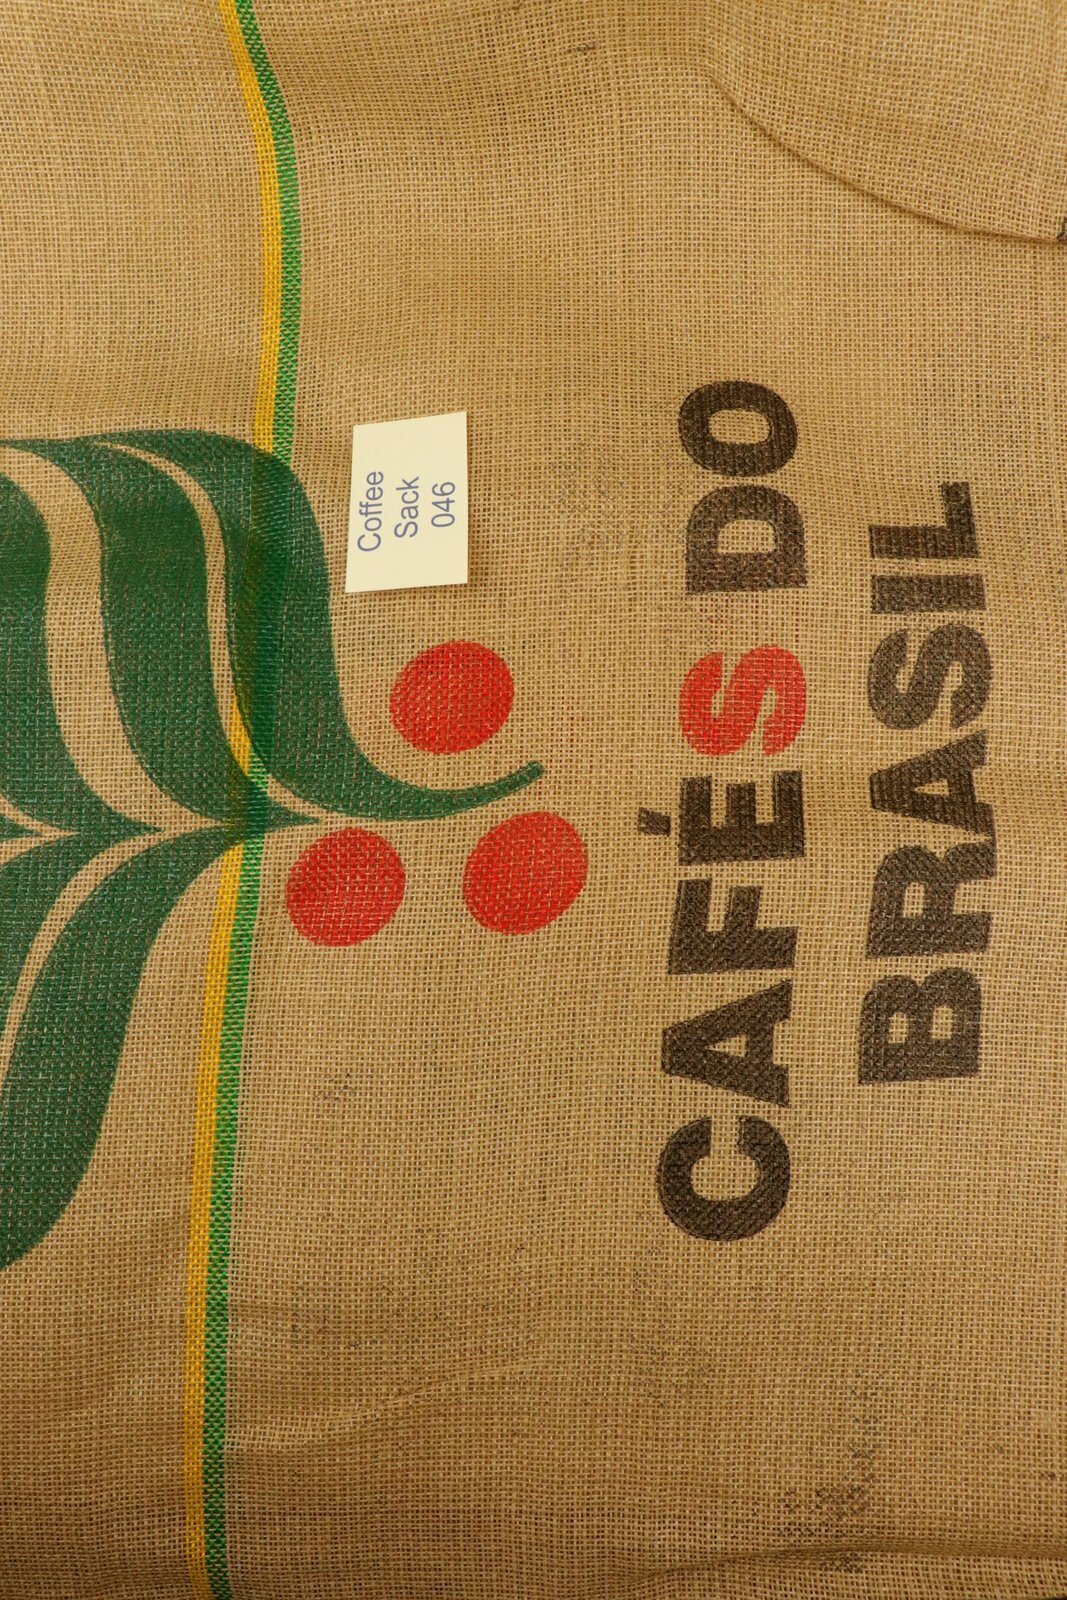 Coffee
Sack
046
CAFÉS DO
BRASIL